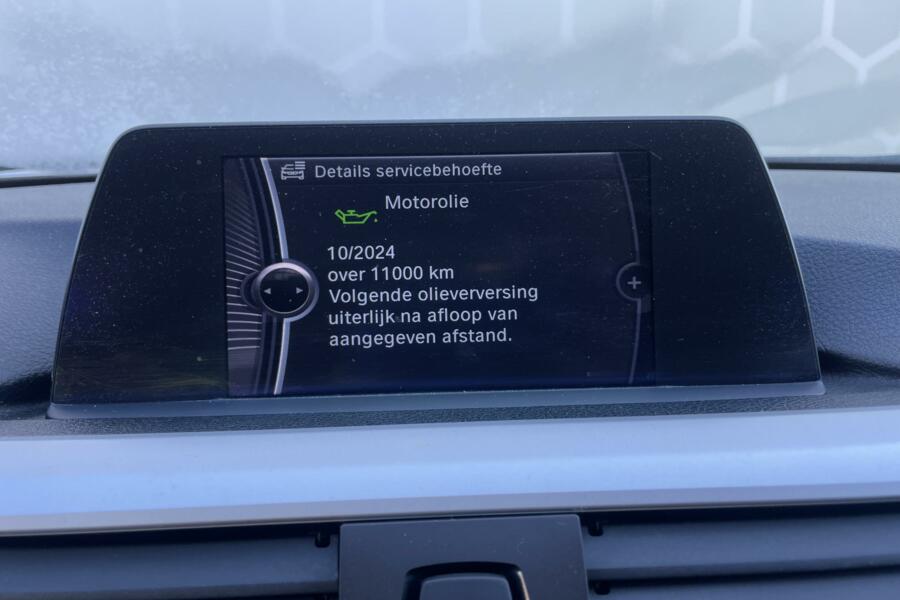 Details servicebehoefte
Motorolie
10/2024
over 11000 km
Volgende olieverversing
uiterlijk na afloop van
aangegeven afstand.